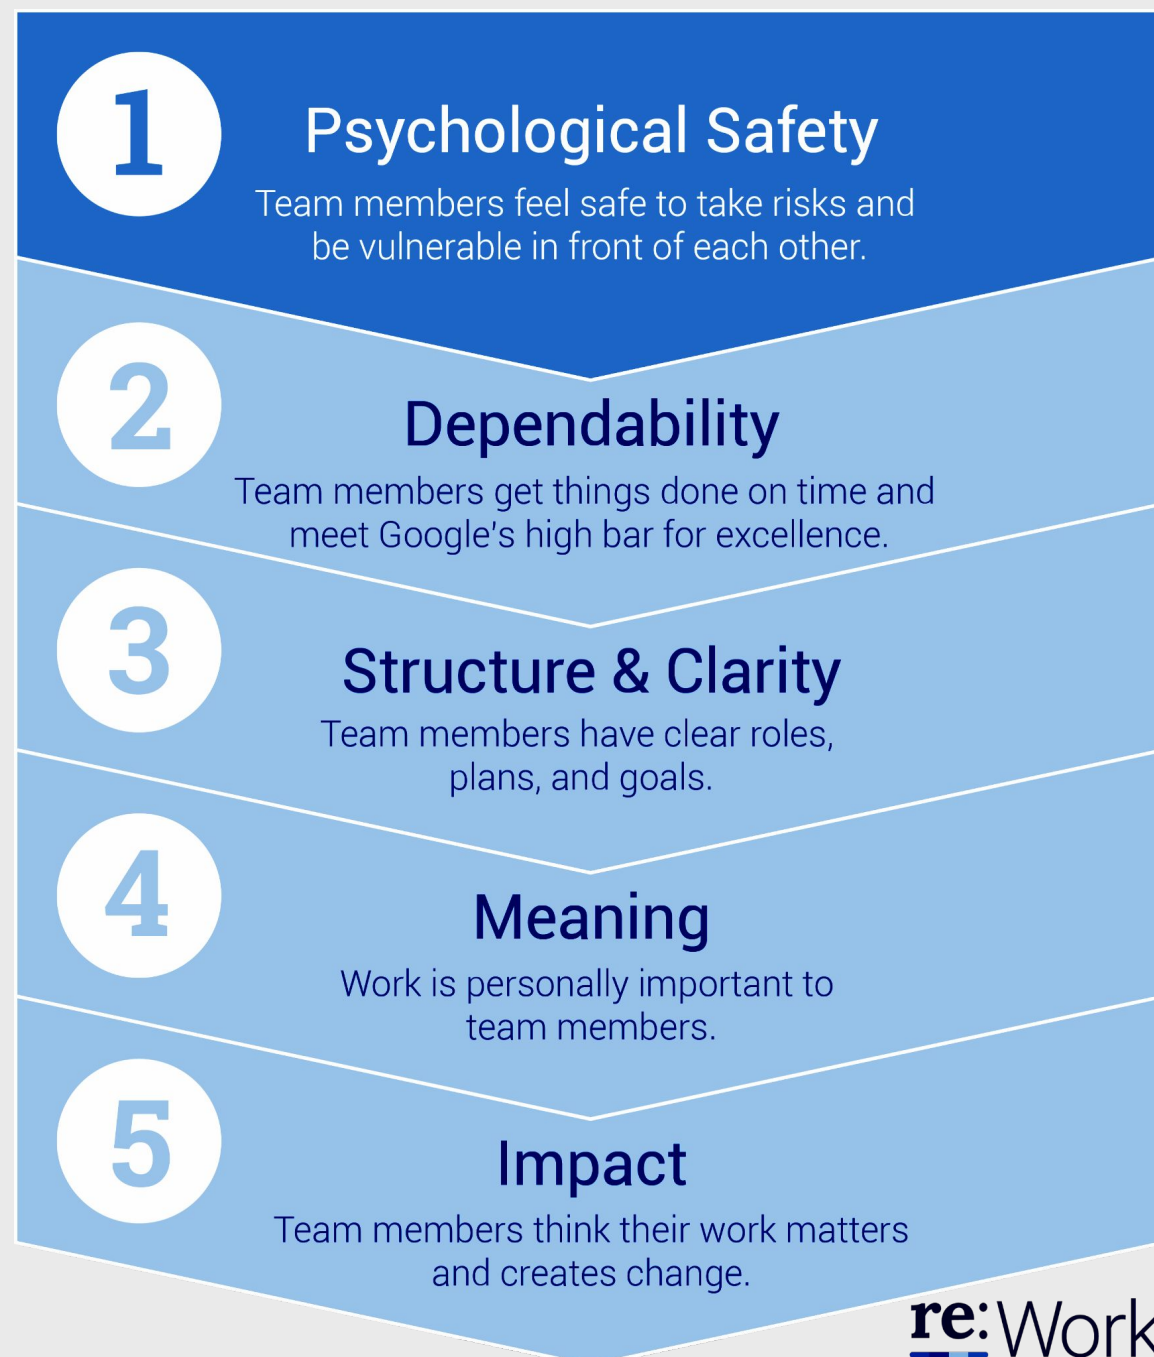 1
Psychological Safety
Team members feel safe to take risks and
be vulnerable in front of each other.
2
Dependability
Team members get things done on time and
meet Google's high bar for excellence.
3
Structure & Clarity
Team members have clear roles,
plans, and goals.
4
Meaning
Work is personally important to
team members.
5
Impact
Team members think their work matters
and creates change.
re:Work